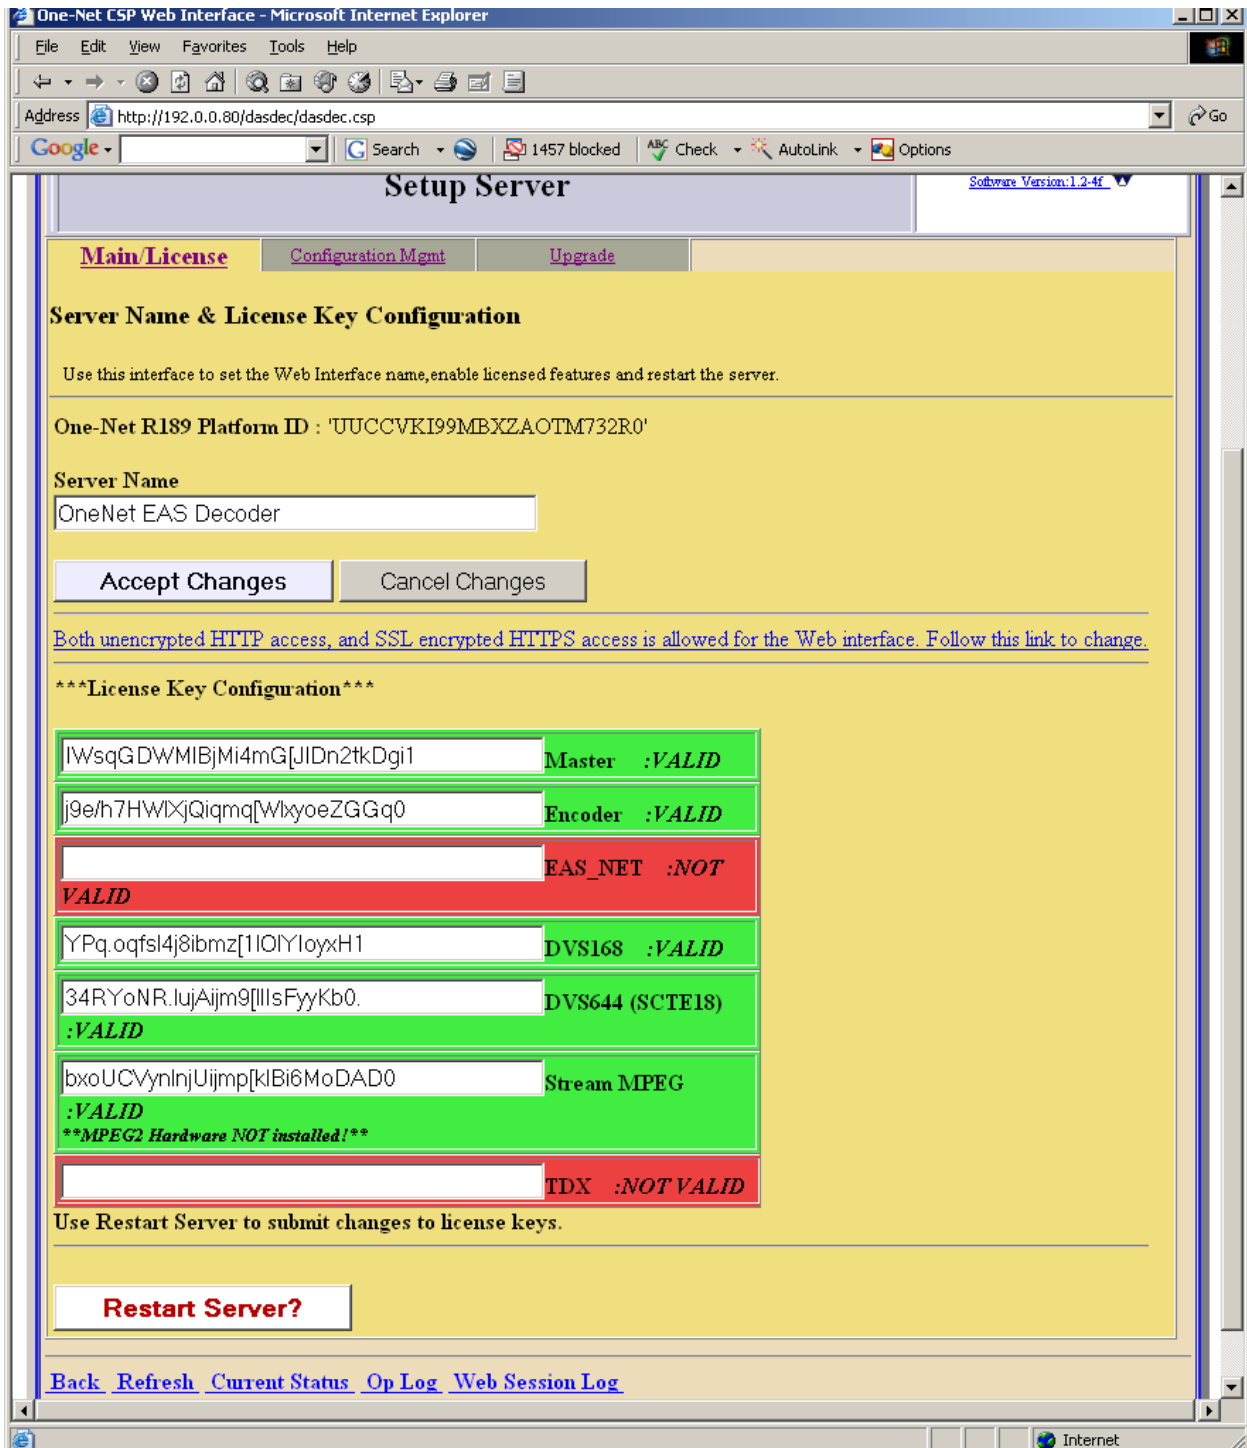 One-Net CSP Web Interface - Microsoft Internet Explorer
File Edit View Favorites Tools Help
Address http://192.0.0.80/dasdec/dasdec.csp Go
Google Search 1457 blocked ABC Check AutoLink Options
Setup Server
Software Version:1.2-4f
Main/License Configuration Mgmt Upgrade
Server Name & License Key Configuration
Use this interface to set the Web Interface name,enable licensed features and restart the server.
One-Net R189 Platform ID : 'UUCCVKI99MBXZAOTM732R0'
Server Name
OneNet EAS Decoder
Accept Changes Cancel Changes
Both unencrypted HTTP access, and SSL encrypted HTTPS access is allowed for the Web interface. Follow this link to change.
***License Key Configuration***
lWsqGDWMlBjMi4mG[JlDn2tkDgi1 Master :VALID
j9e/h7HWlXjQiqmq[WlxyoeZGGq0 Encoder :VALID
EAS_NET :NOT
VALID
YPq.oqfsl4j8ibmz[1lOlYloyxH1 DVS168 :VALID
34RYoNR.lujAijm9[lllsFyyKb0. DVS644 (SCTE18)
:VALID
bxoUCVynlnjUijmp[klBi6MoDAD0 Stream MPEG
:VALID
**MPEG2 Hardware NOT installed!**
TDX :NOT VALID
Use Restart Server to submit changes to license keys.
Restart Server?
Back Refresh Current Status Op Log Web Session Log
Internet